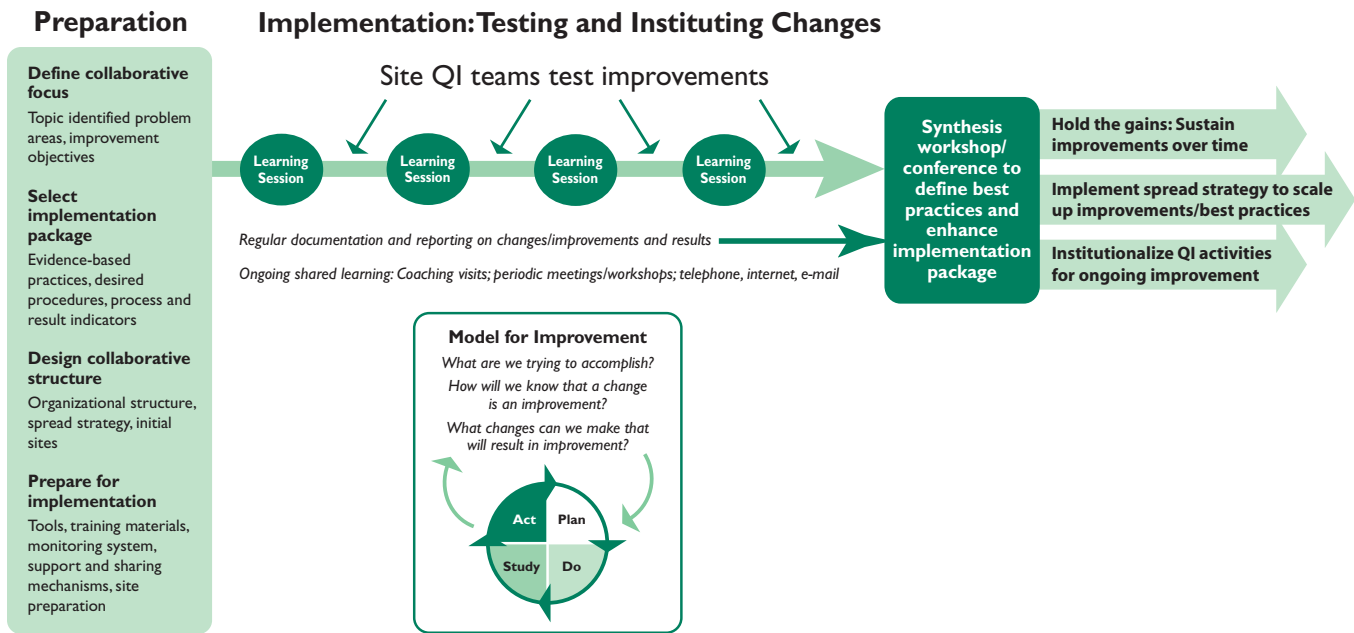 Preparation
Define collaborative
focus
Topic identified problem
areas, improvement
objectives
Select
implementation
package
Evidence-based
practices, desired
procedures, process and
result indicators
Design collaborative
structure
Organizational structure,
spread strategy, initial
sites
Prepare for
implementation
Tools, training materials,
monitoring system,
support and sharing
mechanisms, site
preparation
Implementation: Testing and Instituting Changes
Site QI teams test improvements
Learning
Session
Learning
Session
Learning
Session
Learning
Session
Regular documentation and reporting on changes/improvements and results
Ongoing shared learning: Coaching visits; periodic meetings/workshops; telephone, internet, e-mail
Model for Improvement
What are we trying to accomplish?
How will we know that a change
is an improvement?
What changes can we make that
will result in improvement?
Act
Plan
Study
Do
Synthesis
workshop/
conference to
define best
practices and
enhance
implementation
package
Hold the gains: Sustain
improvements over time
Implement spread strategy to scale
up improvements/best practices
Institutionalize QI activities
for ongoing improvement